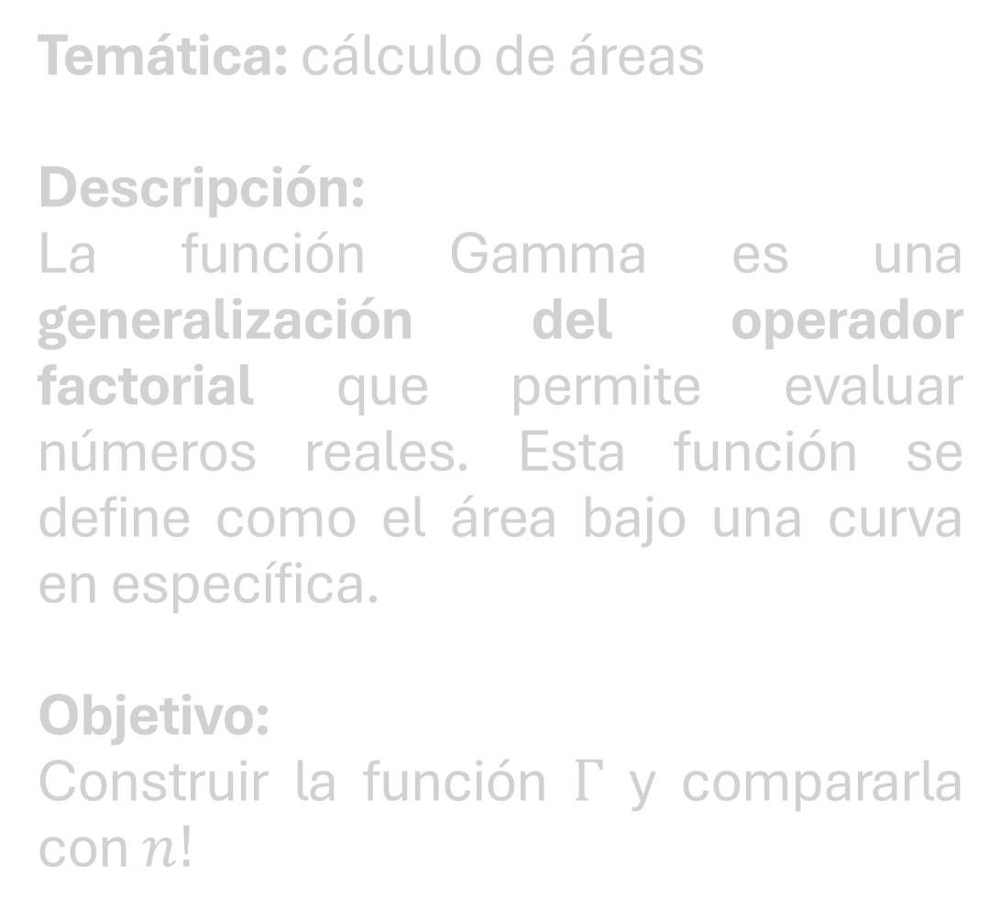 Temática: cálculo de áreas
Descripción:
La función Gamma es una
generalización del operador
factorial que permite evaluar
números reales. Esta función se
define como el área bajo una curva
en específica.
Objetivo:
Construir la función Γ y compararla
con n!